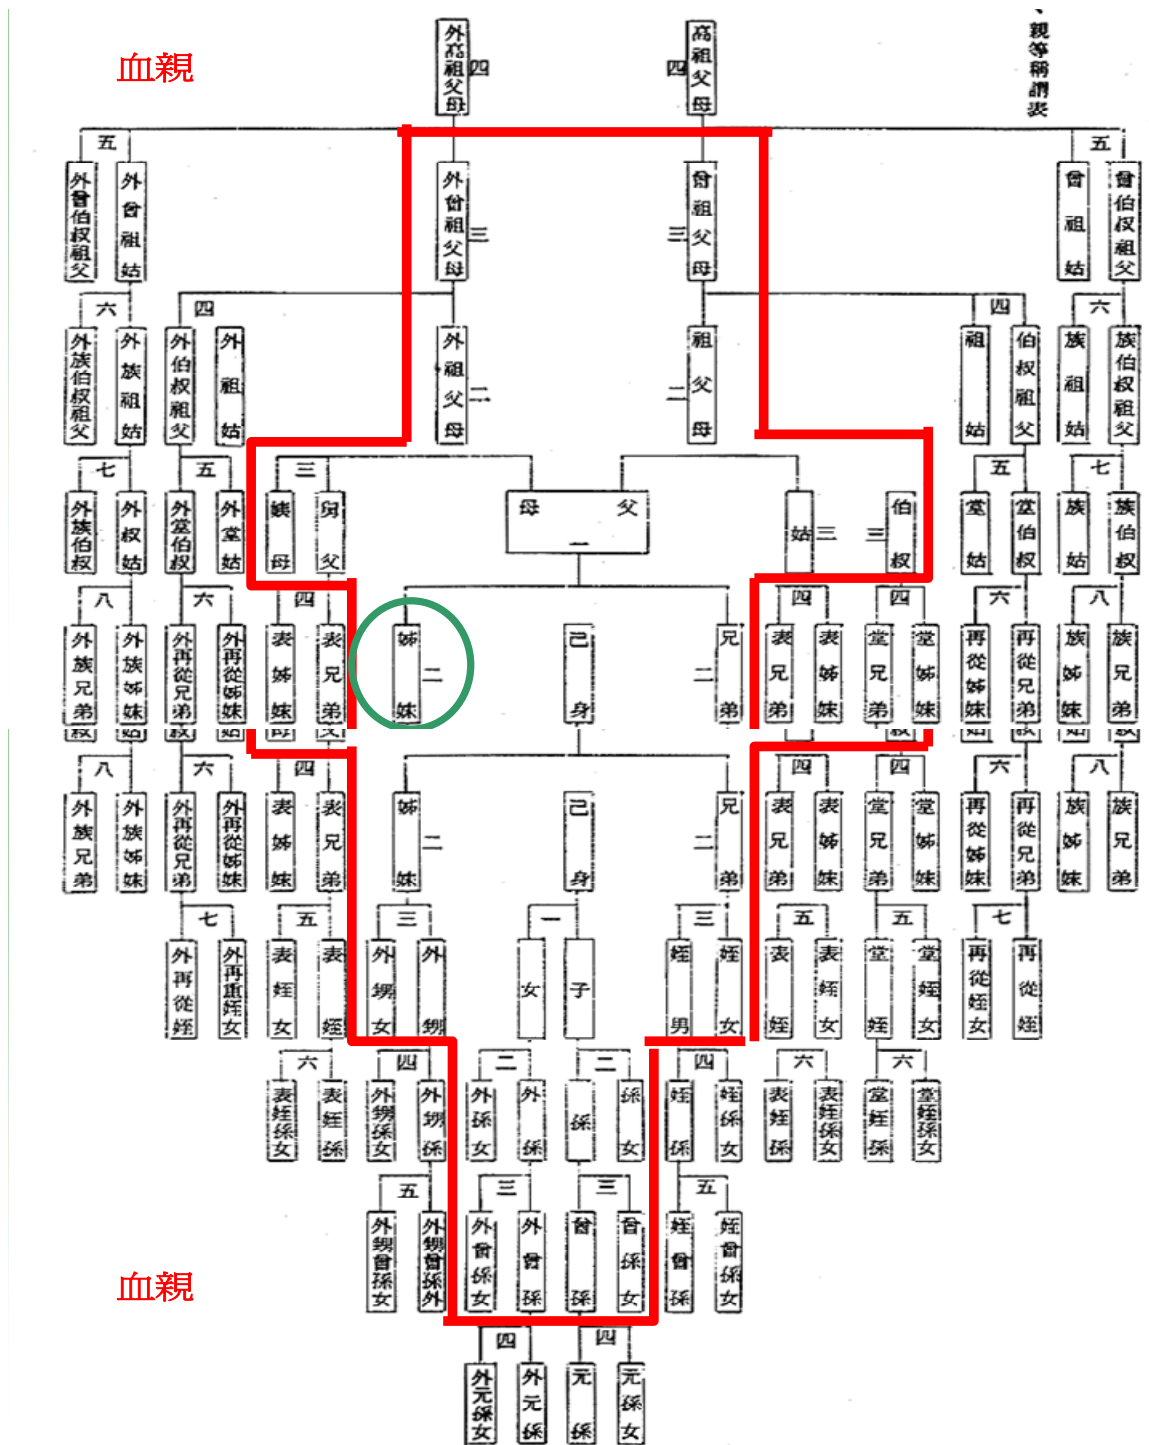 、親等稱謂表
血親
外高祖父母
四
四
高祖父母
五
五
外曾伯叔祖父
外曾祖姑
外曾祖父母
三
三
曾祖父母
曾祖姑
曾伯叔祖父
六
四
四
六
外族伯叔祖父
外族祖姑
外伯叔祖父
外祖姑
外祖父母
二
二
祖父母
祖姑
伯叔祖父
族祖姑
族伯叔祖父
七
五
三
五
七
外族伯叔
外叔姑
外堂伯叔
外堂姑
姨母
舅父
母
父
一
姑
三
三
伯叔
堂姑
堂伯叔
族姑
族伯叔
八
六
四
四
四
六
八
外族兄弟
外族姊妹
外再從兄弟
外再從姊妹
表姊妹
表兄弟
姊妹
二
己身
二
兄弟
表兄弟
表姊妹
堂兄弟
堂姊妹
再從姊妹
再從兄弟
族姊妹
族兄弟
八
六
四
四
四
六
八
外族兄弟
外族姊妹
外再從兄弟
外再從姊妹
表姊妹
表兄弟
姊妹
二
己身
二
兄弟
表兄弟
表姊妹
堂兄弟
堂姊妹
再從姊妹
再從兄弟
族姊妹
族兄弟
七
五
三
一
三
五
五
七
外再從姪
表姪女
表姪
外甥女
外甥
女
子
姪男
姪女
表姪
表姪女
堂姪
堂姪女
再從姪女
再從姪
六
四
二
二
四
六
六
表姪孫女
表姪孫
外甥孫女
外甥孫
外孫女
外孫
孫
孫女
姪孫
姪孫女
表姪孫
表姪孫女
堂姪孫
堂姪孫女
五
三
三
五
外甥曾孫女
外甥曾孫外
外曾孫女
外曾孫
曾孫
曾孫女
姪曾孫
姪曾孫女
血親
四
四
外元孫女
外元孫
元孫
元孫女